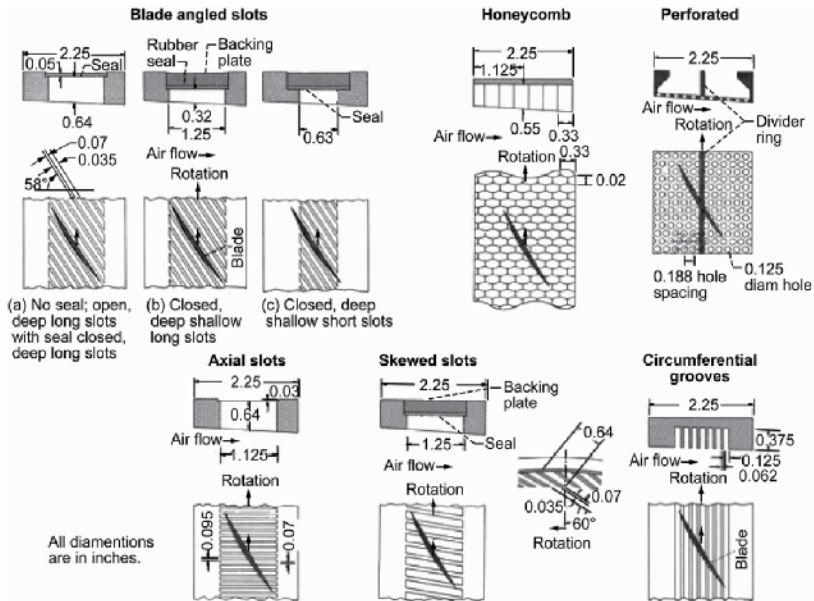 Blade angled slots
2.25
0.05
Seal
0.64
0.07
0.035
58°
Rubber
seal
Backing
plate
0.32
1.25
Air flow
Rotation
Blade
Seal
0.63
(a) No seal; open,
deep long slots
with seal closed,
deep long slots
(b) Closed,
deep shallow
long slots
(c) Closed, deep
shallow short slots
Honeycomb
2.25
1.125
0.55
0.33
0.33
Air flow
Rotation
0.02
Perforated
2.25
Air flow
Rotation
Divider
ring
0.188 hole
spacing
0.125
diam hole
Axial slots
2.25
0.03
0.64
Air flow
1.125
Rotation
0.095
0.07
All diamentions
are in inches.
Skewed slots
2.25
Backing
plate
Seal
1.25
Air flow
Rotation
0.64
0.07
0.035
60°
Rotation
Circumferential
grooves
2.25
0.375
Air flow
0.125
0.062
Rotation
Blade